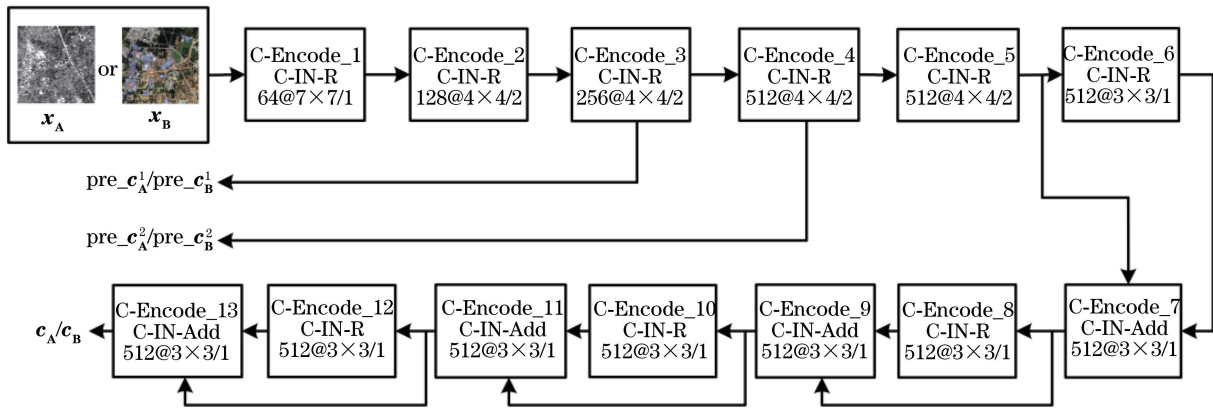 or
x_A
x_B
C-Encode_1
C-IN-R
64@7×7/1
C-Encode_2
C-IN-R
128@4×4/2
C-Encode_3
C-IN-R
256@4×4/2
C-Encode_4
C-IN-R
512@4×4/2
C-Encode_5
C-IN-R
512@4×4/2
C-Encode_6
C-IN-R
512@3×3/1
pre_c_A^1/pre_c_B^1
pre_c_A^2/pre_c_B^2
c_A/c_B
C-Encode_13
C-IN-Add
512@3×3/1
C-Encode_12
C-IN-R
512@3×3/1
C-Encode_11
C-IN-Add
512@3×3/1
C-Encode_10
C-IN-R
512@3×3/1
C-Encode_9
C-IN-Add
512@3×3/1
C-Encode_8
C-IN-R
512@3×3/1
C-Encode_7
C-IN-Add
512@3×3/1